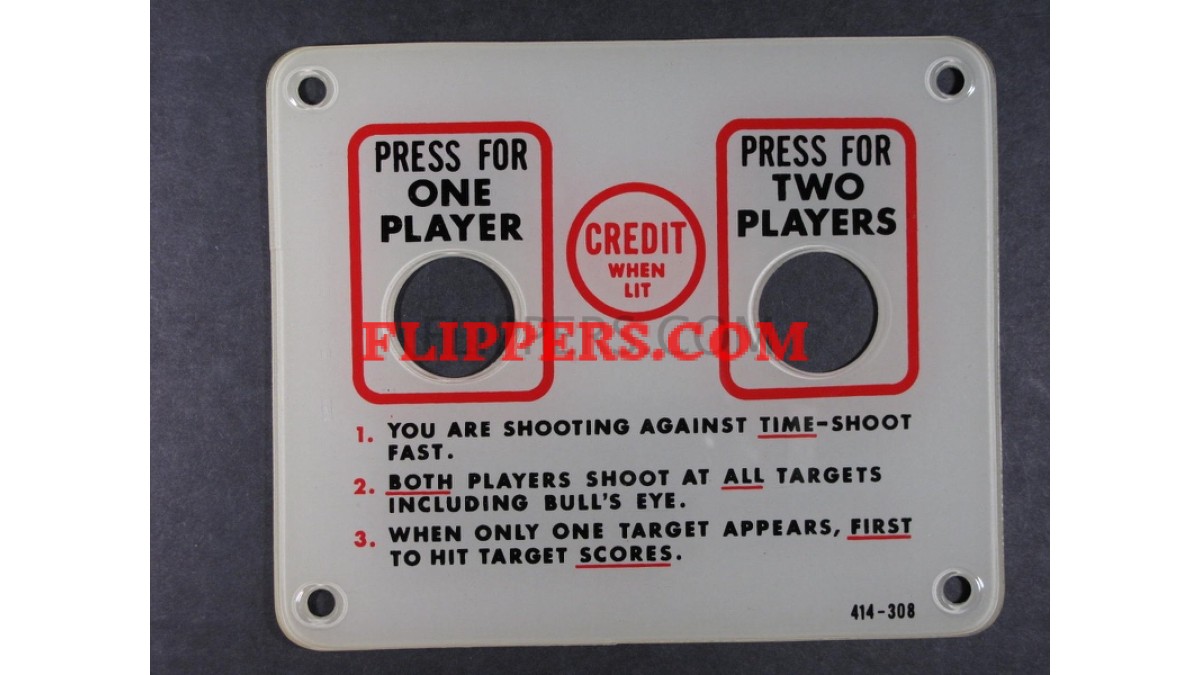 PRESS FOR
ONE
PLAYER
CREDIT
WHEN
LIT
PRESS FOR
TWO
PLAYERS
FLIPPERS.COM
1. YOU ARE SHOOTING AGAINST TIME-SHOOT
FAST.
2. BOTH PLAYERS SHOOT AT ALL TARGETS
INCLUDING BULL'S EYE.
3. WHEN ONLY ONE TARGET APPEARS, FIRST
TO HIT TARGET SCORES.
414-308